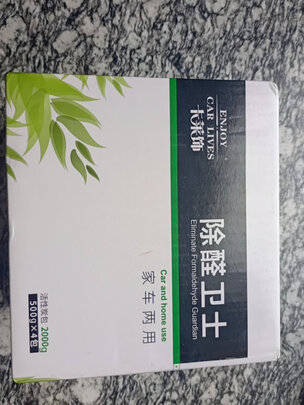 ENJOY
CAR LIVES
卡莱饰
除醛卫士
Eliminate Formaldehyde Guardian
Car and home use
家车两用
活性炭包 2000g
500g×4包